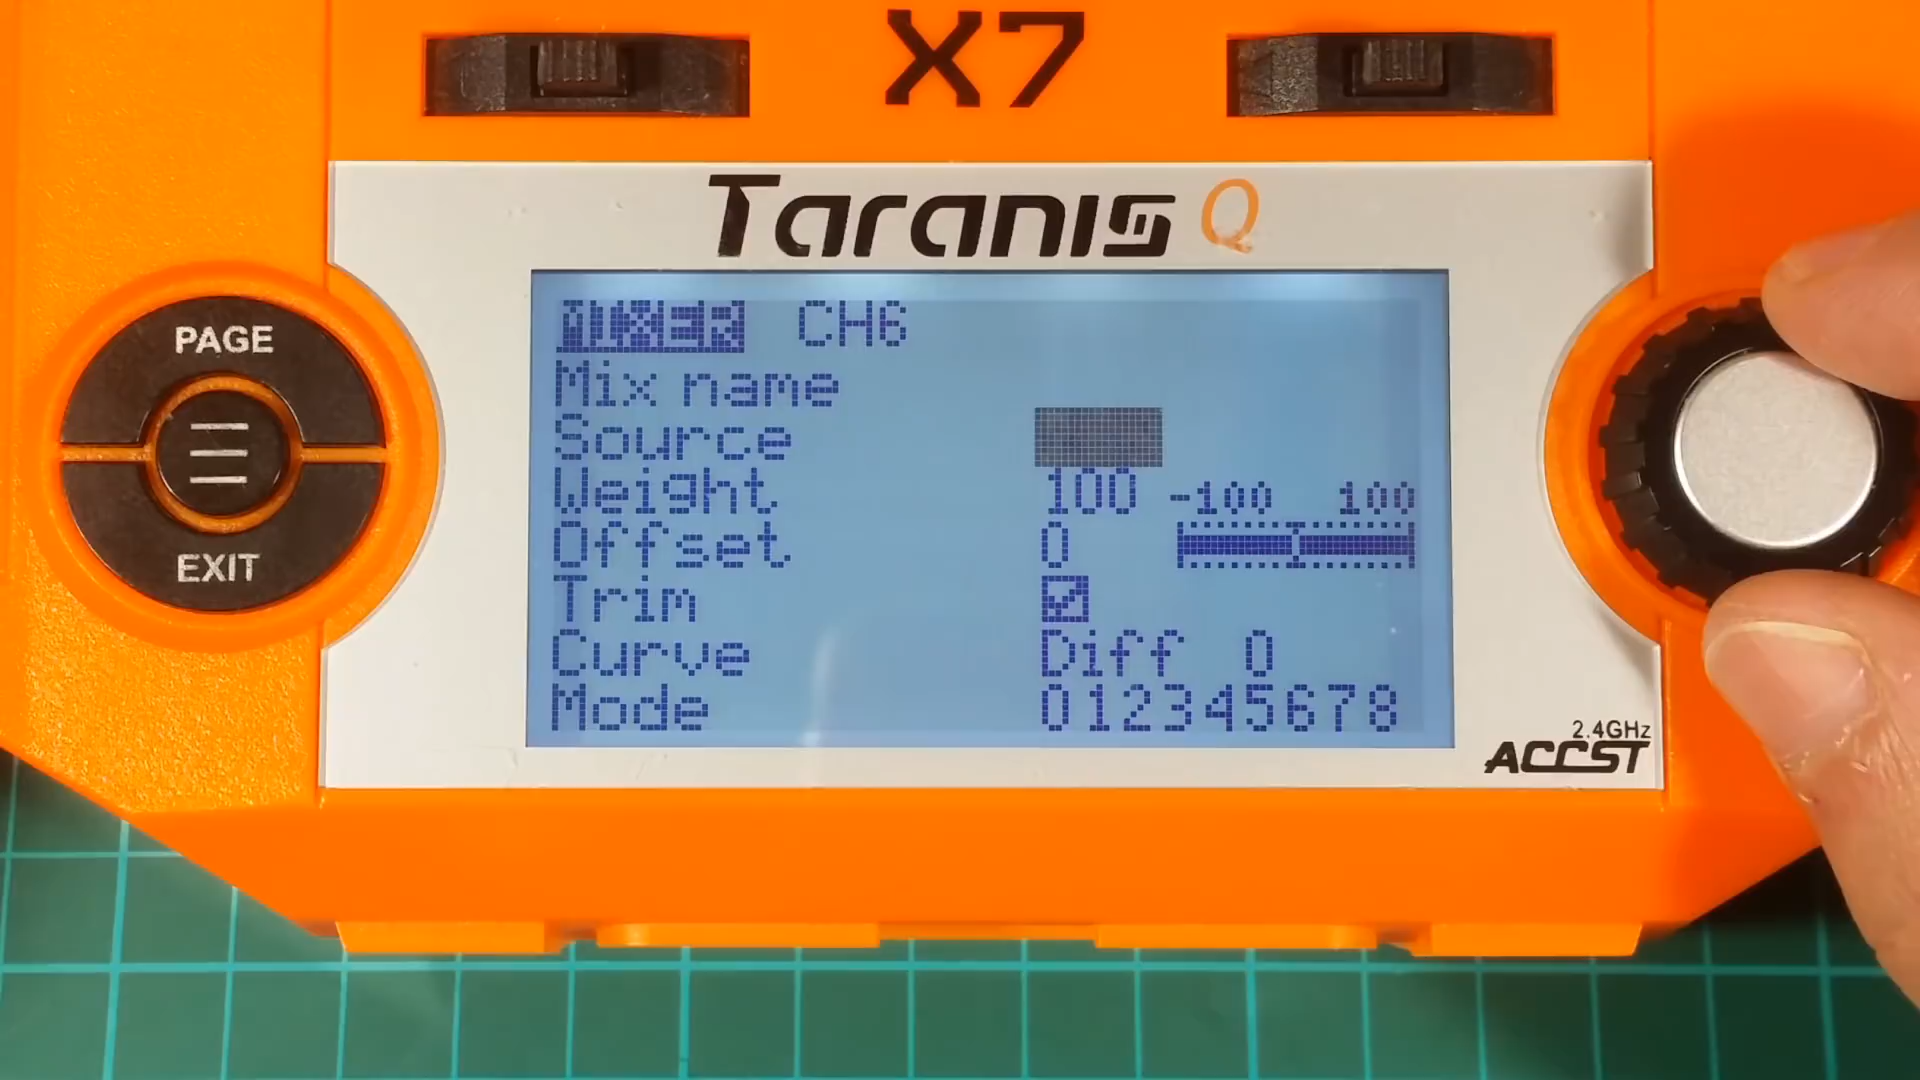 X7
Taranis Q
PAGE
EXIT
MIXER CH6
Mix name
Source
Weight 100 -100 100
Offset 0
Trim
Curve Diff 0
Mode 012345678
2.4GHz
ACCST